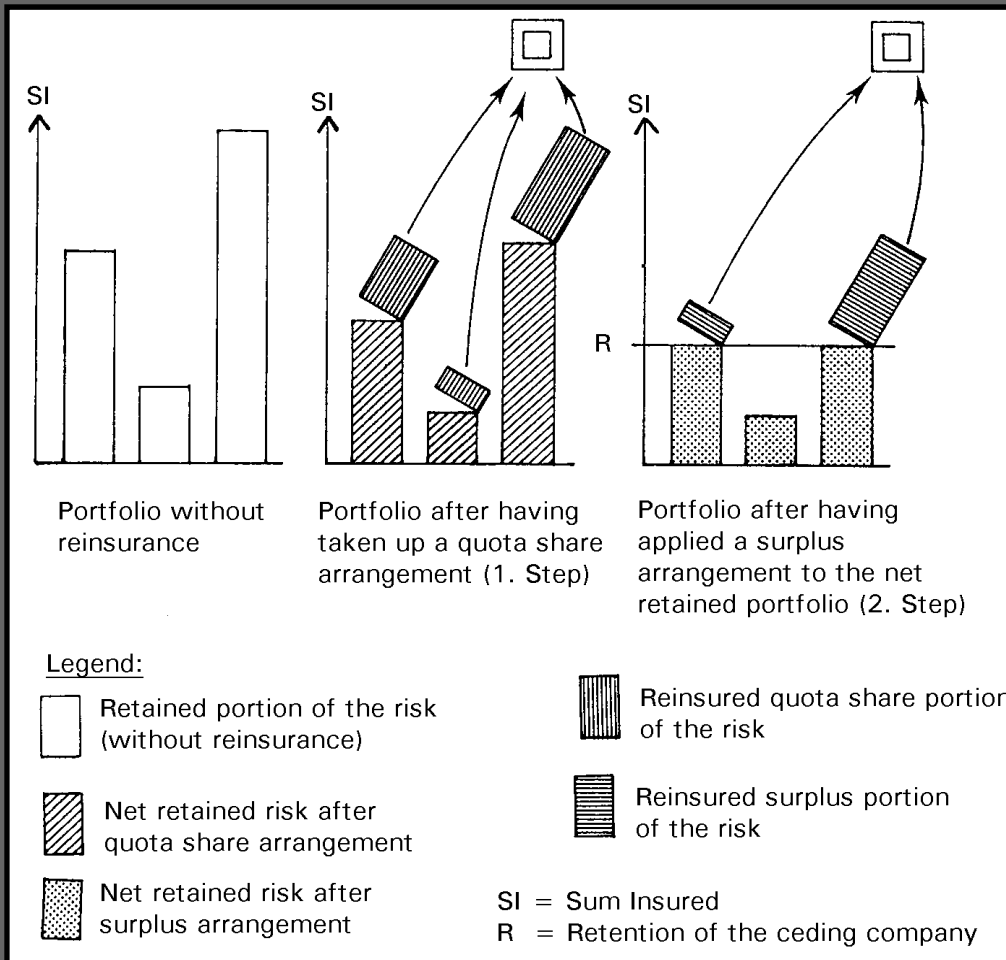 SI
SI
SI
R
Portfolio without
reinsurance
Portfolio after having
taken up a quota share
arrangement (1. Step)
Portfolio after having
applied a surplus
arrangement to the net
retained portfolio (2. Step)
Legend:
Retained portion of the risk
(without reinsurance)
Net retained risk after
quota share arrangement
Net retained risk after
surplus arrangement
Reinsured quota share portion
of the risk
Reinsured surplus portion
of the risk
SI = Sum Insured
R = Retention of the ceding company